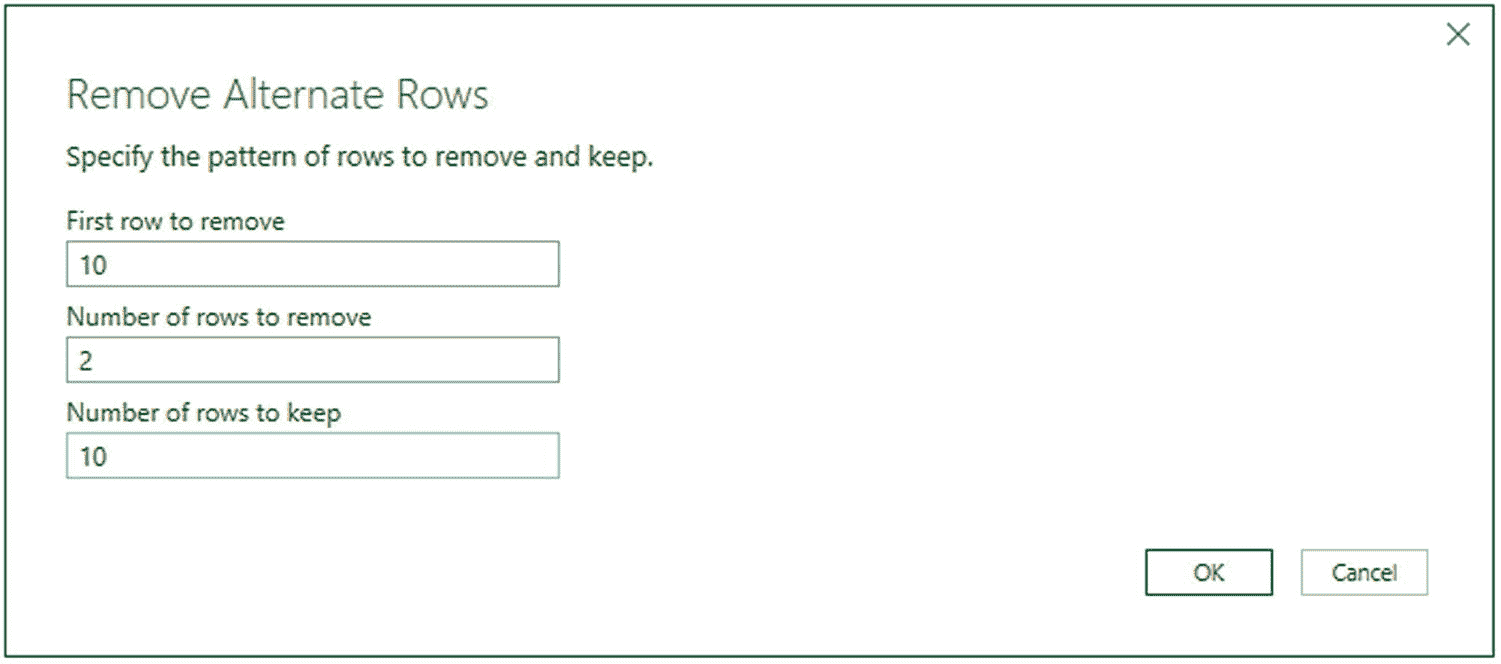 Remove Alternate Rows
Specify the pattern of rows to remove and keep.
First row to remove
10
Number of rows to remove
2
Number of rows to keep
10
OK Cancel